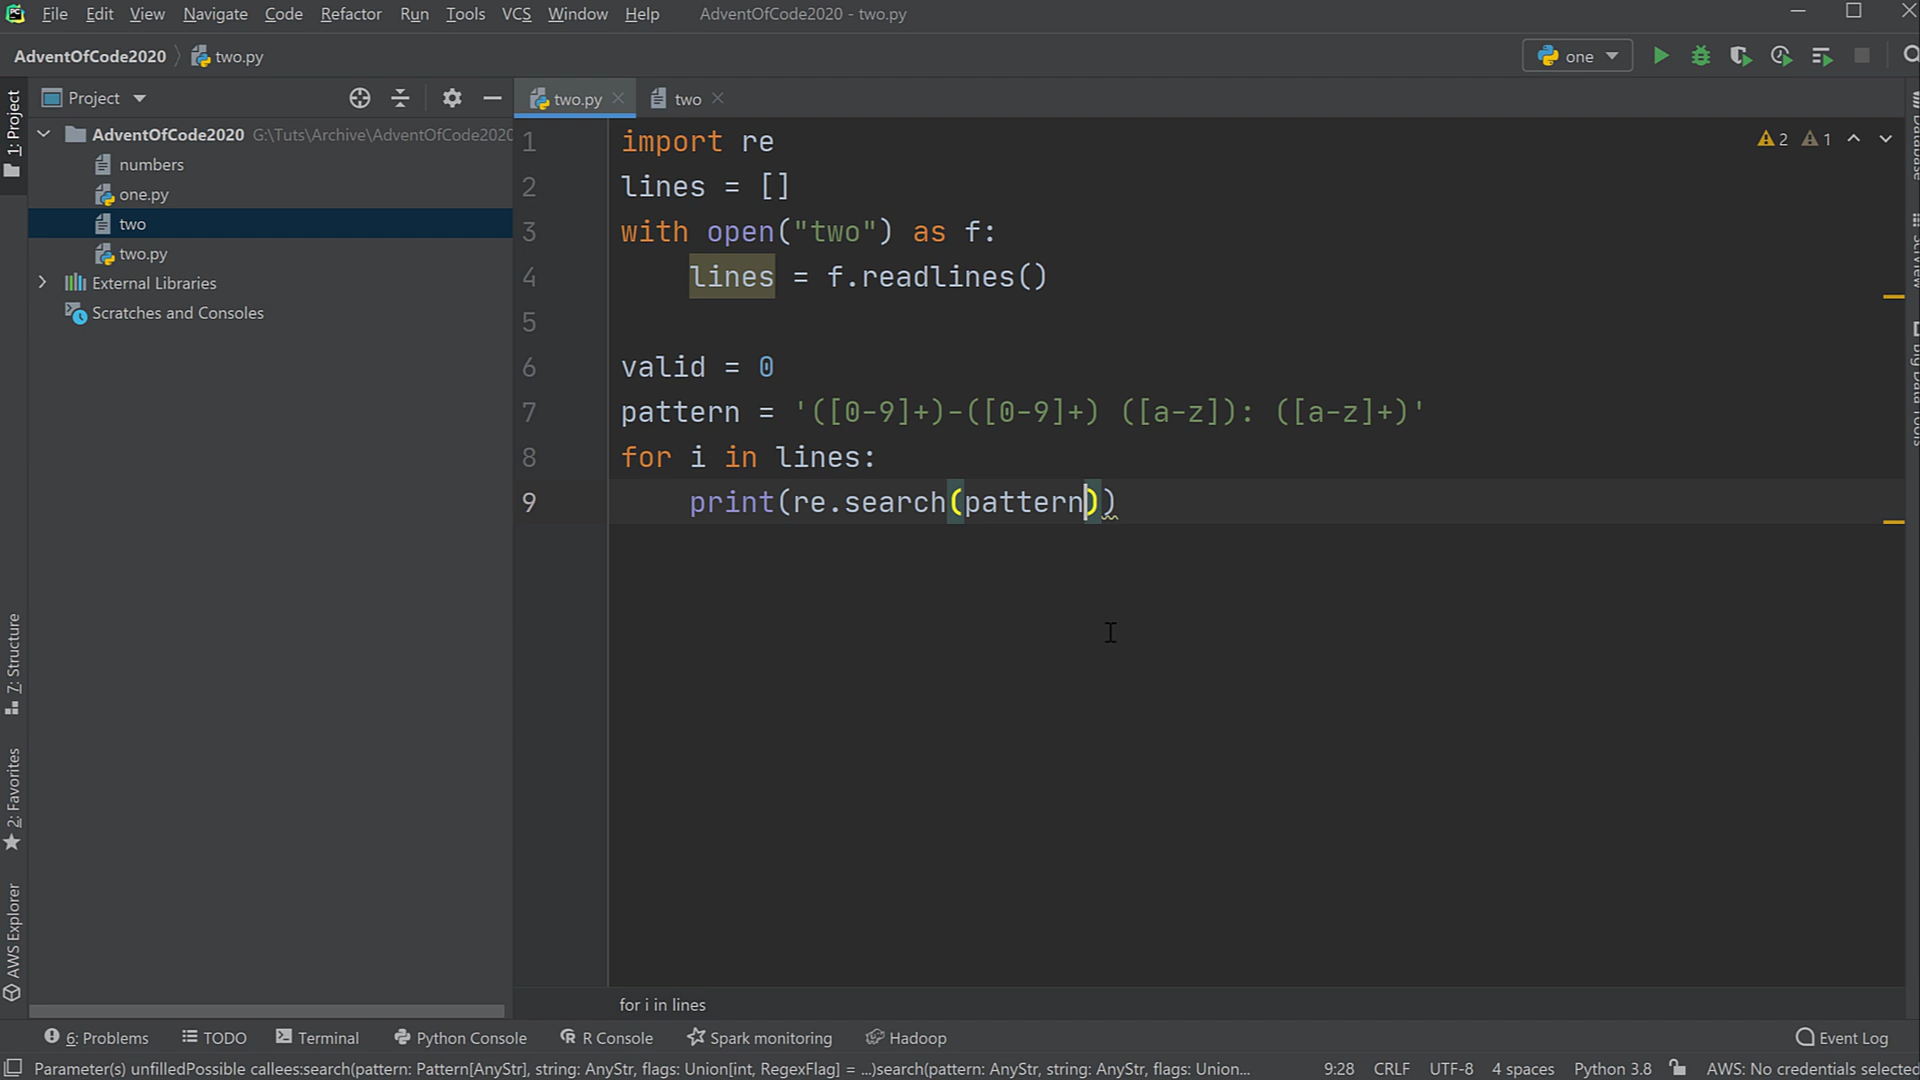 File Edit View Navigate Code Refactor Run Tools VCS Window Help AdventOfCode2020 - two.py
AdventOfCode2020 two.py one
1: Project
Project
two.py two
AdventOfCode2020 G:\Tuts\Archive\AdventOfCode2020
numbers
one.py
two
two.py
External Libraries
Scratches and Consoles
1 import re
2 lines = []
3 with open("two") as f:
4 lines = f.readlines()
5
6 valid = 0
7 pattern = '([0-9]+)-([0-9]+) ([a-z]): ([a-z]+)'
8 for i in lines:
9 print(re.search(pattern))
2 1
Database
SciView
Big Data Tools
7: Structure
2: Favorites
AWS Explorer
for i in lines
6: Problems TODO Terminal Python Console R Console Spark monitoring Hadoop Event Log
Parameter(s) unfilledPossible callees:search(pattern: Pattern[AnyStr], string: AnyStr, flags: Union[int, RegexFlag] = ...)search(pattern: AnyStr, string: AnyStr, flags: Union... 9:28 CRLF UTF-8 4 spaces Python 3.8 AWS: No credentials selected